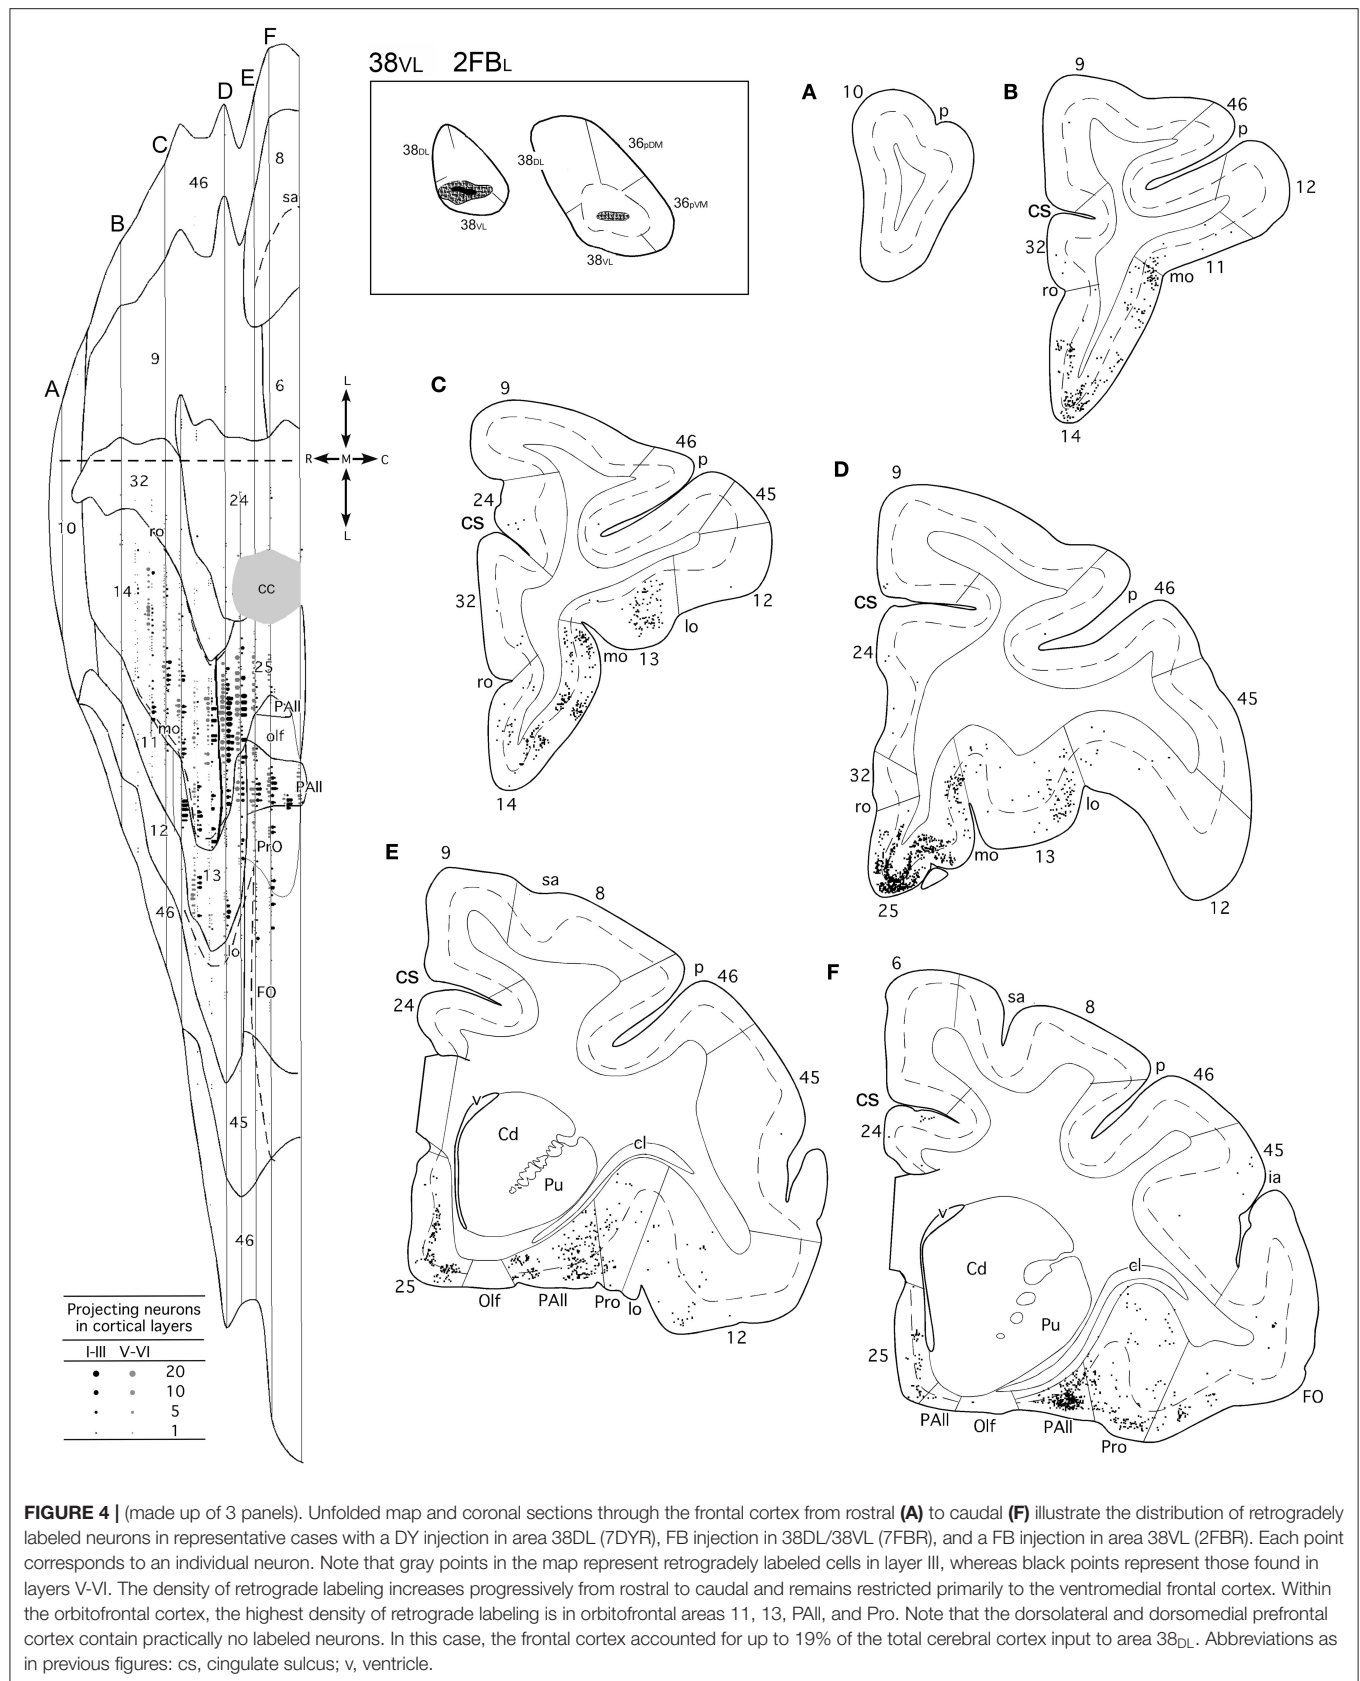 F
E
D
C
B
A
8
sa
46
9
6
32
24
10
ro
14
cc
25
PAll
mo
olf
11
PAll
12
PrO
13
46
lo
FO
45
46
L
R M C
L
38VL 2FBL
38DL
38VL
38DL
36pDM
36pVM
38VL
A
10
p
B
9
46
p
12
CS
32
11
mo
ro
14
C
9
46
p
45
24
CS
32
12
lo
mo 13
ro
14
D
9
46
p
CS
24
45
32
ro
lo
mo
13
25
12
E
9
sa
8
p 46
CS
24
45
v
Cd
cl
Pu
25
Olf
PAll
Pro lo
12
F
6
sa
8
p
46
CS
24
45
ia
v
Cd
cl
Pu
25
FO
PAll
Olf
PAll
Pro
Projecting neurons
in cortical layers
I-III V-VI
20
10
5
1
FIGURE 4 | (made up of 3 panels). Unfolded map and coronal sections through the frontal cortex from rostral (A) to caudal (F) illustrate the distribution of retrogradely
labeled neurons in representative cases with a DY injection in area 38DL (7DYR), FB injection in 38DL/38VL (7FBR), and a FB injection in area 38VL (2FBR). Each point
corresponds to an individual neuron. Note that gray points in the map represent retrogradely labeled cells in layer III, whereas black points represent those found in
layers V-VI. The density of retrograde labeling increases progressively from rostral to caudal and remains restricted primarily to the ventromedial frontal cortex. Within
the orbitofrontal cortex, the highest density of retrograde labeling is in orbitofrontal areas 11, 13, PAll, and Pro. Note that the dorsolateral and dorsomedial prefrontal
cortex contain practically no labeled neurons. In this case, the frontal cortex accounted for up to 19% of the total cerebral cortex input to area 38DL. Abbreviations as
in previous figures: cs, cingulate sulcus; v, ventricle.